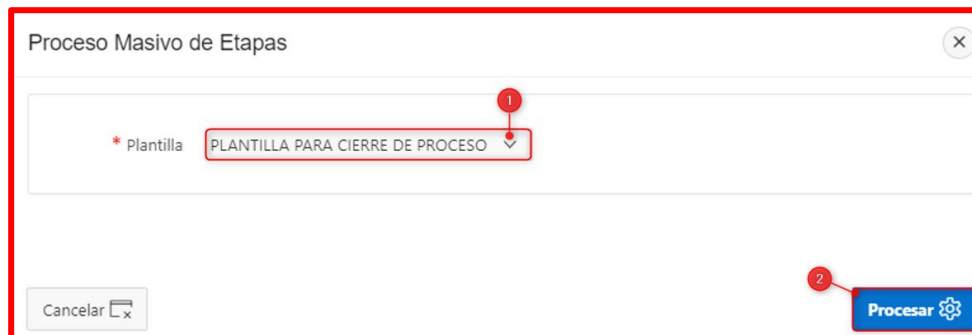 Proceso Masivo de Etapas
1
* Plantilla PLANTILLA PARA CIERRE DE PROCESO
2
Cancelar Procesar